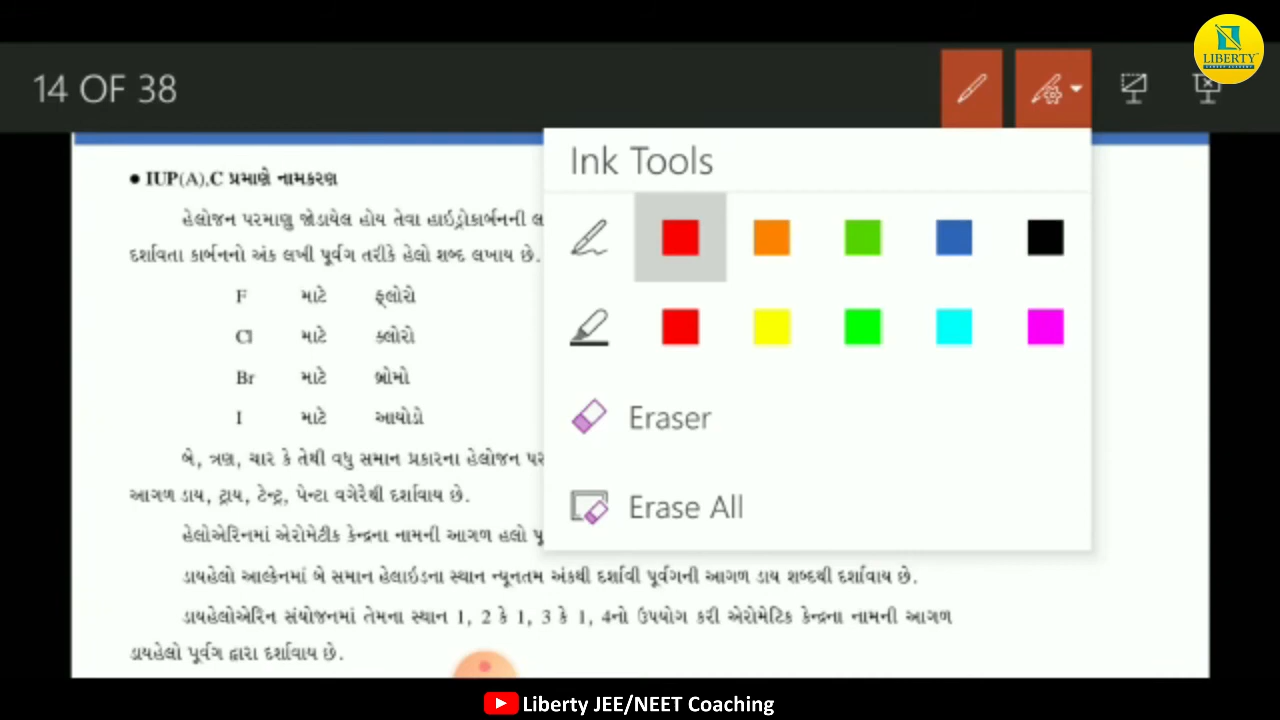 LIBERTY
14 OF 38
Ink Tools
Eraser
Erase All
● IUP(A),C પ્રમાણે નામકરણ
હેલોજન પરમાણુ જોડાયેલ હોય તેવા હાઇડ્રોકાર્બનની લ
દર્શાવતા કાર્બનનો અંક લખી પૂર્વગ તરીકે હેલો શબ્દ લખાય છે.
F માટે ફ્લોરો
Cl માટે ક્લોરો
Br માટે બ્રોમો
I માટે આયોડો
બે, ત્રણ, ચાર કે તેથી વધુ સમાન પ્રકારના હેલોજન પર
આગળ ડાય, ટ્રાય, ટેન્ટ્રા, પેન્ટા વગેરેથી દર્શાવાય છે.
હેલોએરિનમાં એરોમેટીક કેન્દ્રના નામની આગળ હલો પૂ
ડાયહેલો આલ્કેનમાં બે સમાન હેલાઇડના સ્થાન ન્યૂનતમ અંકથી દર્શાવી પૂર્વગની આગળ ડાય શબ્દથી દર્શાવાય છે.
ડાયહેલોએરિન સંયોજનમાં તેમના સ્થાન 1, 2 કે 1, 3 કે 1, 4નો ઉપયોગ કરી એરોમેટિક કેન્દ્રના નામની આગળ
ડાયહેલો પૂર્વગ દ્વારા દર્શાવાય છે.
Liberty JEE/NEET Coaching